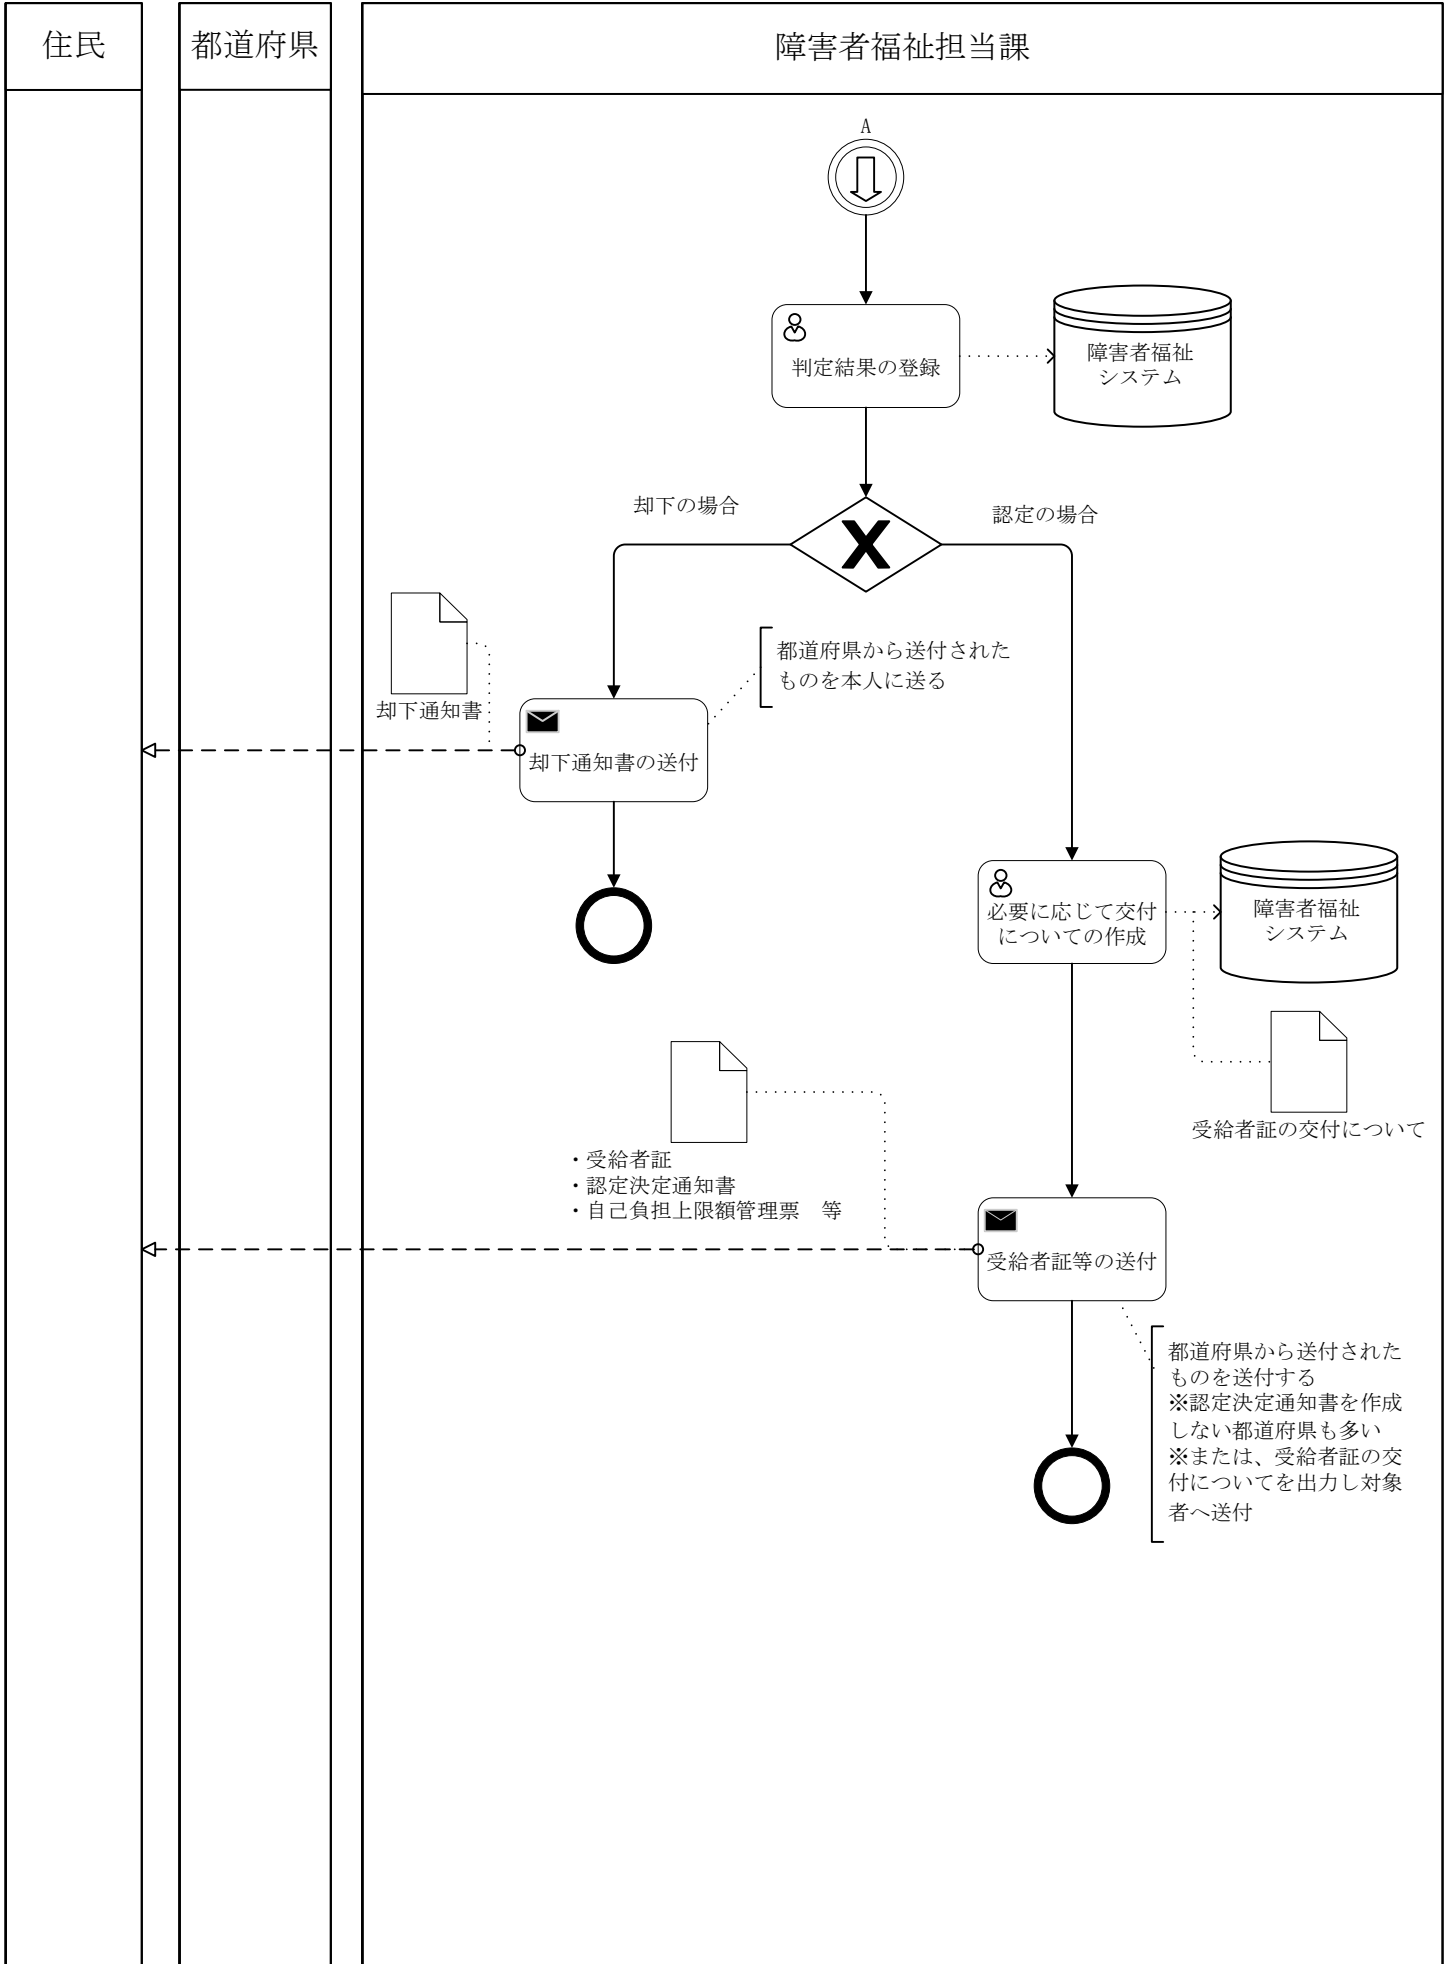 住民
都道府県
障害者福祉担当課
A
判定結果の登録
障害者福祉
システム
却下の場合
認定の場合
X
都道府県から送付された
ものを本人に送る
却下通知書
却下通知書の送付
必要に応じて交付
についての作成
障害者福祉
システム
受給者証の交付について
・受給者証
・認定決定通知書
・自己負担上限額管理票　等
受給者証等の送付
都道府県から送付された
ものを送付する
※認定決定通知書を作成
しない都道府県も多い
※または、受給者証の交
付についてを出力し対象
者へ送付